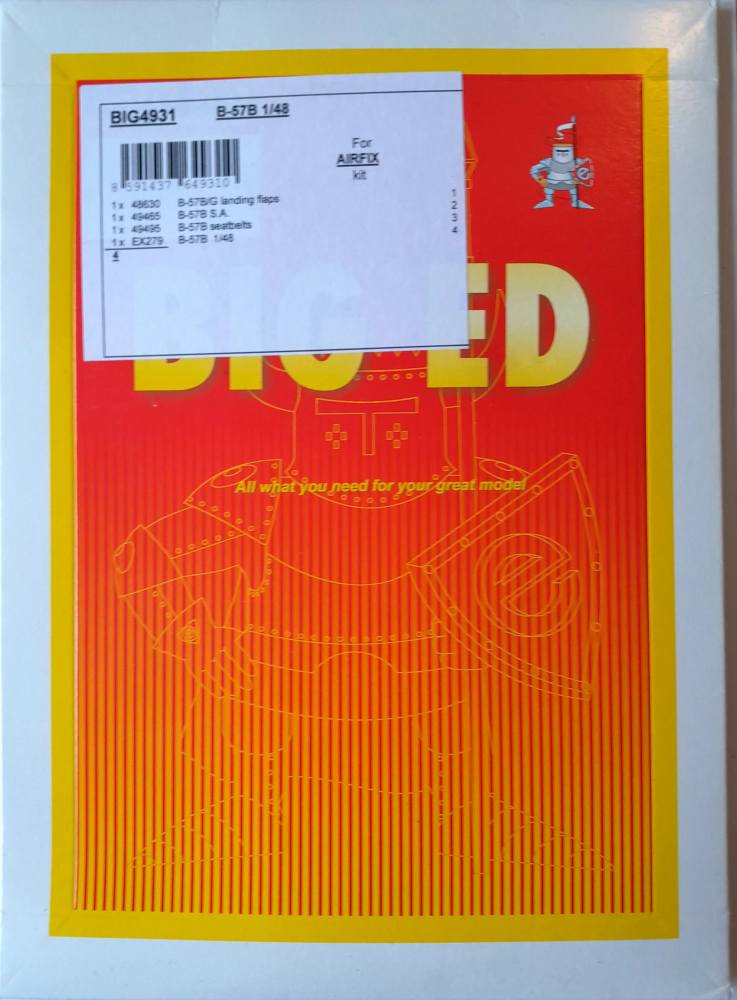 BIG4931 B-57B 1/48
For
AIRFIX
kit
8 591437 649310
1x 48630 B-57B/G landing flaps 1
1x 49465 B-57B S.A. 2
1x 49495 B-57B seatbelts 3
1x EX279 B-57B 1/48 4
4
e
BIG ED
All what you need for your great model
e